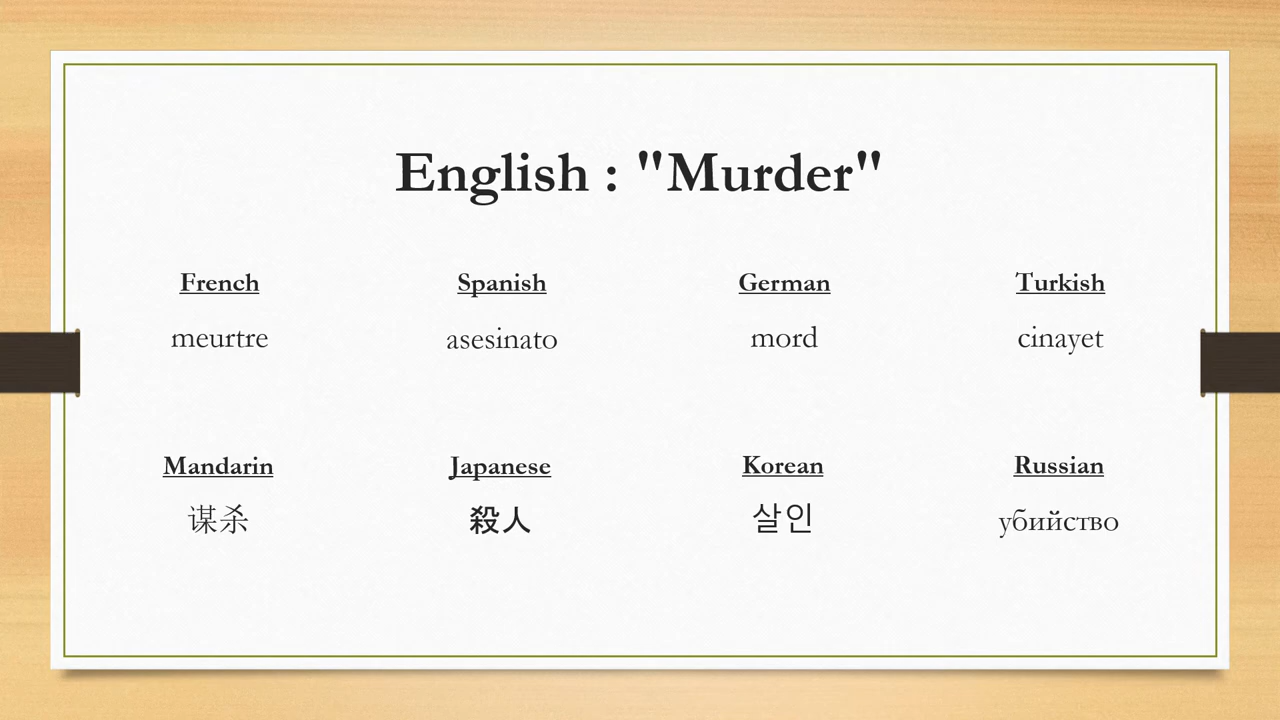 English : "Murder"
French
Spanish
German
Turkish
meurtre
asesinato
mord
cinayet
Mandarin
Japanese
Korean
Russian
谋杀
殺人
살인
убийство